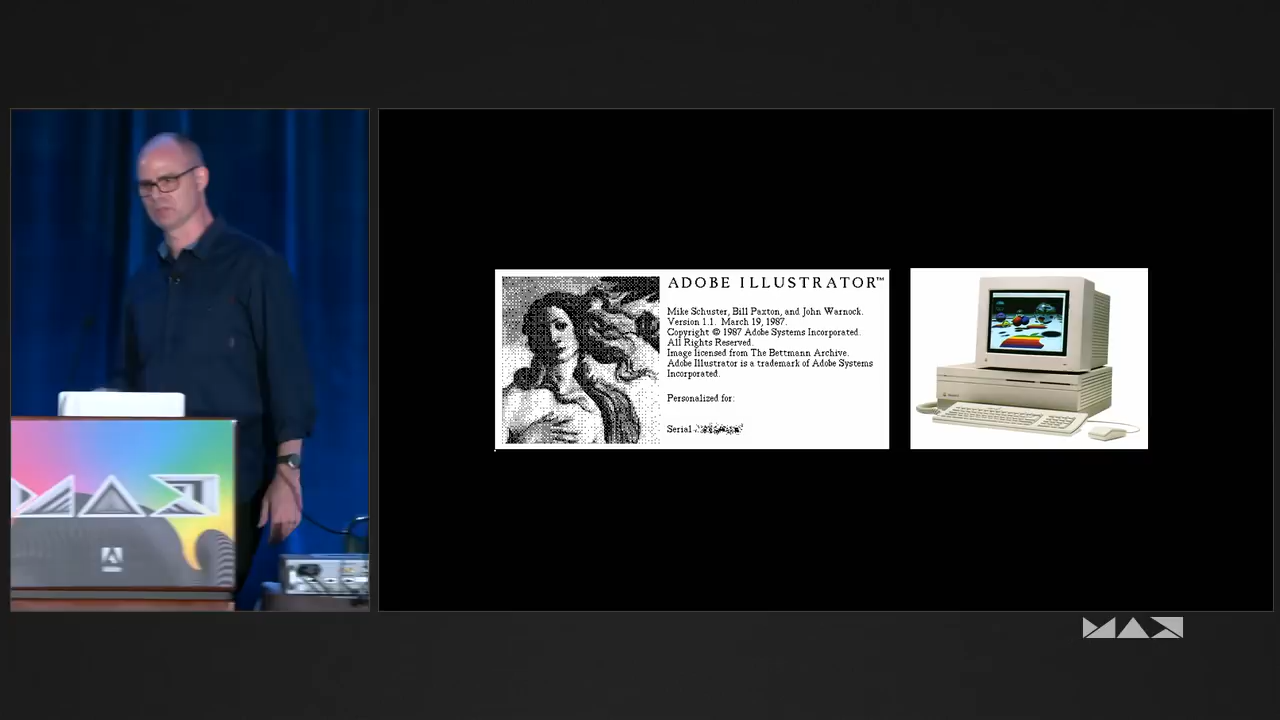 ADOBE ILLUSTRATOR™
Mike Schuster, Bill Paxton, and John Warnock.
Version 1.1. March 19, 1987.
Copyright © 1987 Adobe Systems Incorporated.
All Rights Reserved.
Image licensed from The Bettmann Archive.
Adobe Illustrator is a trademark of Adobe Systems
Incorporated.
Personalized for:
Serial
MAX
MAX